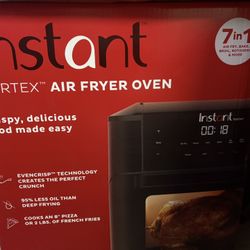 nstant
7 in 1
AIR FRYER, BAKE,
BROIL, ROTISSERIE
& MORE
RTEX™ AIR FRYER OVEN
spy, delicious
od made easy
Instant
00:18
EVENCRISP™ TECHNOLOGY
CREATES THE PERFECT
CRUNCH
95% LESS OIL THAN
DEEP FRYING
COOKS AN 8" PIZZA
OR 2 LBS. OF FRENCH FRIES